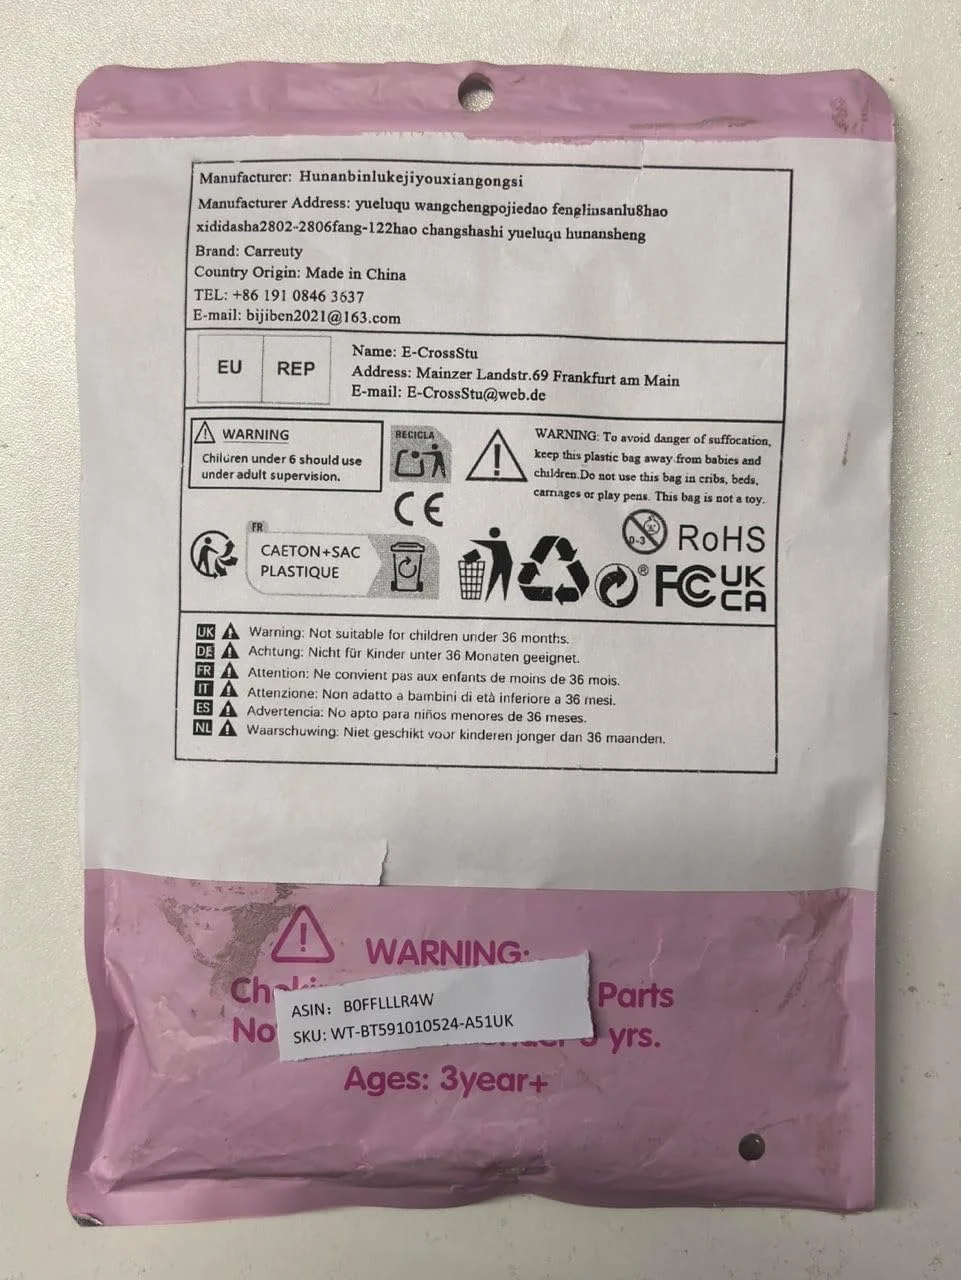 Manufacturer: Hunanbinlukejiyouxiangongsi
Manufacturer Address: yueluqu wangchengpojiedao fenglinsanlu8hao
xididasha2802-2806fang-122hao changshashi yueluqu hunansheng
Brand: Carreuty
Country Origin: Made in China
TEL: +86 191 0846 3637
E-mail: bijiben2021@163.com
EU REP
Name: E-CrossStu
Address: Mainzer Landstr.69 Frankfurt am Main
E-mail: E-CrossStu@web.de
WARNING
Children under 6 should use
under adult supervision.
RECICLA
WARNING: To avoid danger of suffocation,
keep this plastic bag away from babies and
children.Do not use this bag in cribs, beds,
carriages or play pens. This bag is not a toy.
CE
FR
CAETON+SAC
PLASTIQUE
0-3
RoHS
®
FC
UK
CA
UK Warning: Not suitable for children under 36 months.
DE Achtung: Nicht für Kinder unter 36 Monaten geeignet.
FR Attention: Ne convient pas aux enfants de moins de 36 mois.
IT Attenzione: Non adatto a bambini di età inferiore a 36 mesi.
ES Advertencia: No apto para niños menores de 36 meses.
NL Waarschuwing: Niet geschikt voor kinderen jonger dan 36 maanden.
WARNING:
Parts
yrs.
ASIN: B0FFLLLR4W
SKU: WT-BT591010524-A51UK
Ages: 3year+